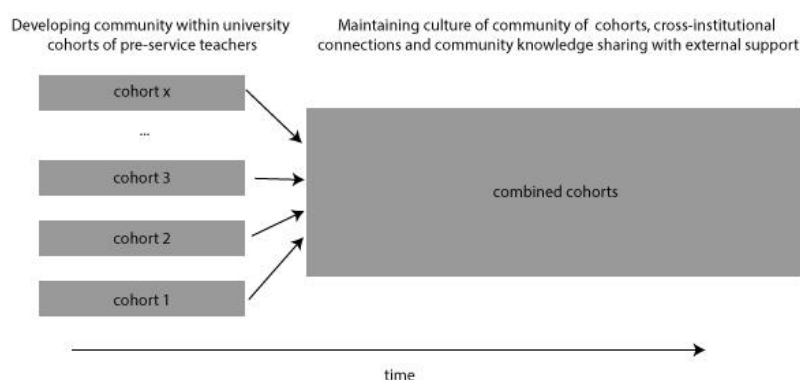 Developing community within university
cohorts of pre-service teachers
Maintaining culture of community of cohorts, cross-institutional
connections and community knowledge sharing with external support
cohort x
...
cohort 3
cohort 2
cohort 1
combined cohorts
time